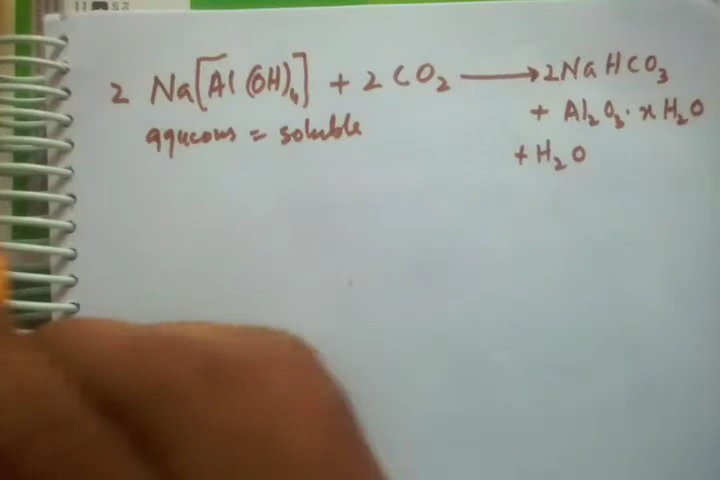 2 Na[Al(OH)₄] + 2CO₂ ⟶ 2NaHCO₃
aqueous = soluble
+ Al₂O₃·xH₂O
+ H₂O